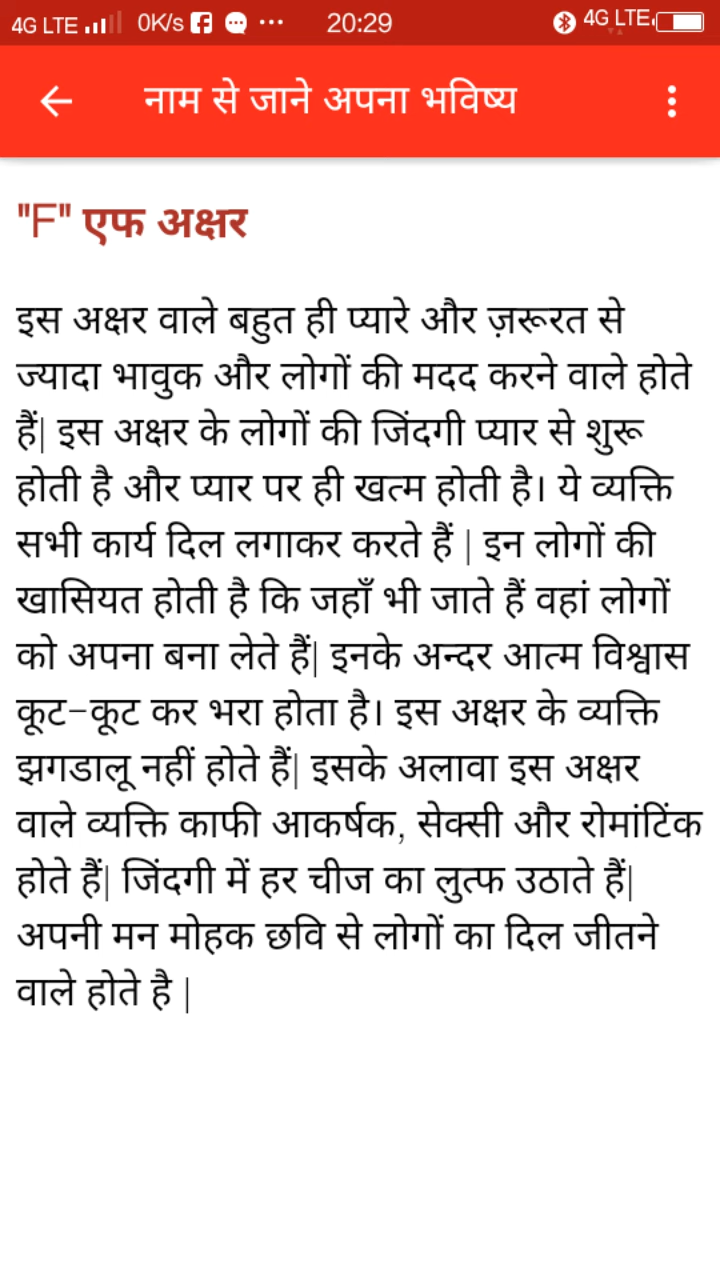 4G LTE 0K/s ... 20:29 4G LTE
नाम से जाने अपना भविष्य
"F" एफ अक्षर
इस अक्षर वाले बहुत ही प्यारे और ज़रूरत से
ज्यादा भावुक और लोगों की मदद करने वाले होते
हैं| इस अक्षर के लोगों की जिंदगी प्यार से शुरू
होती है और प्यार पर ही खत्म होती है। ये व्यक्ति
सभी कार्य दिल लगाकर करते हैं | इन लोगों की
खासियत होती है कि जहाँ भी जाते हैं वहां लोगों
को अपना बना लेते हैं| इनके अन्दर आत्म विश्वास
कूट-कूट कर भरा होता है। इस अक्षर के व्यक्ति
झगडालू नहीं होते हैं| इसके अलावा इस अक्षर
वाले व्यक्ति काफी आकर्षक, सेक्सी और रोमांटिंक
होते हैं| जिंदगी में हर चीज का लुत्फ उठाते हैं|
अपनी मन मोहक छवि से लोगों का दिल जीतने
वाले होते है |